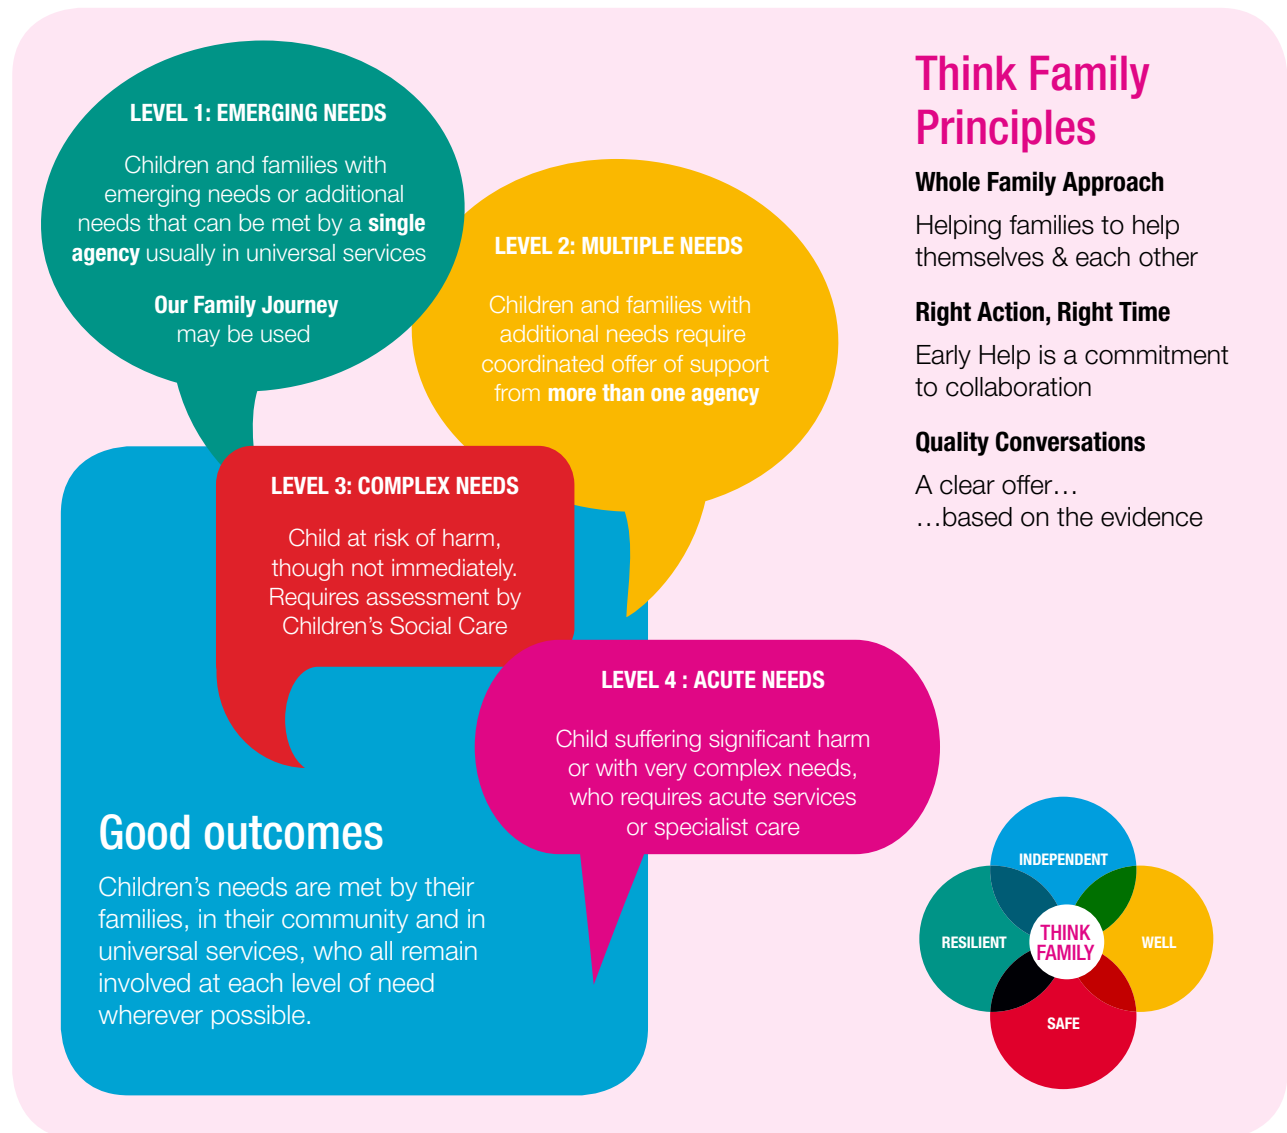 LEVEL 1: EMERGING NEEDS
Children and families with
emerging needs or additional
needs that can be met by a single
agency usually in universal services
Our Family Journey
may be used
LEVEL 2: MULTIPLE NEEDS
Children and families with
additional needs require
coordinated offer of support
from more than one agency
LEVEL 3: COMPLEX NEEDS
Child at risk of harm,
though not immediately.
Requires assessment by
Children’s Social Care
LEVEL 4 : ACUTE NEEDS
Child suffering significant harm
or with very complex needs,
who requires acute services
or specialist care
Good outcomes
Children’s needs are met by their
families, in their community and in
universal services, who all remain
involved at each level of need
wherever possible.
Think Family
Principles
Whole Family Approach
Helping families to help
themselves & each other
Right Action, Right Time
Early Help is a commitment
to collaboration
Quality Conversations
A clear offer…
…based on the evidence
INDEPENDENT
RESILIENT
THINK
FAMILY
WELL
SAFE